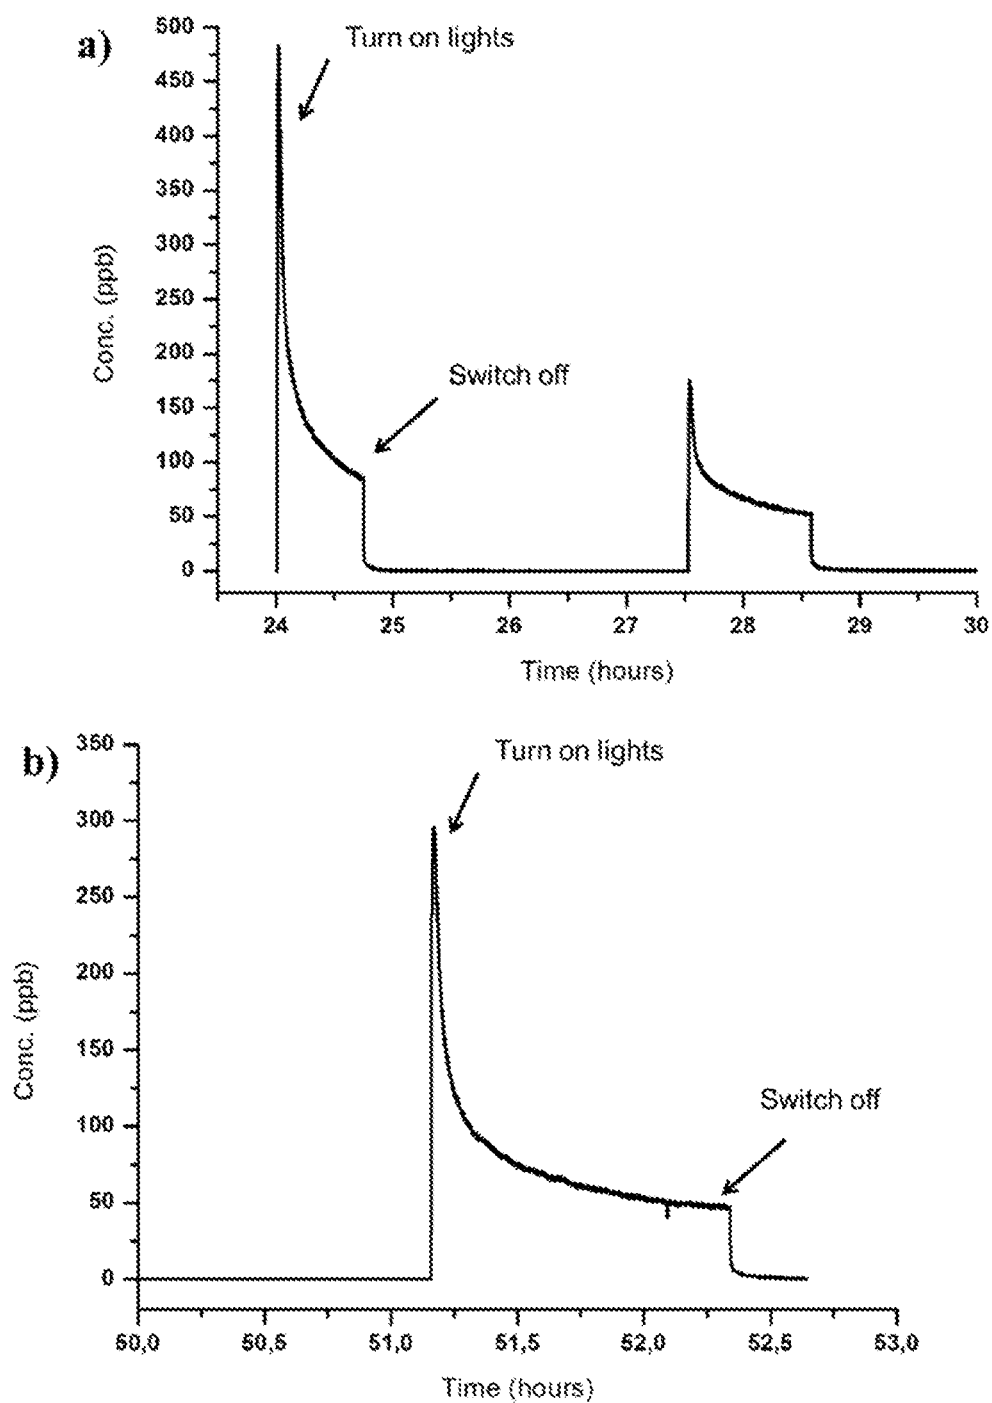 a)
Turn on lights
Switch off
500
450
400
350
300
250
200
150
100
50
0
Conc. (ppb)
24 25 26 27 28 29 30
Time (hours)
b)
Turn on lights
Switch off
350
300
250
200
150
100
50
0
Conc. (ppb)
50,0 50,5 51,0 51,5 52,0 52,5 53,0
Time (hours)